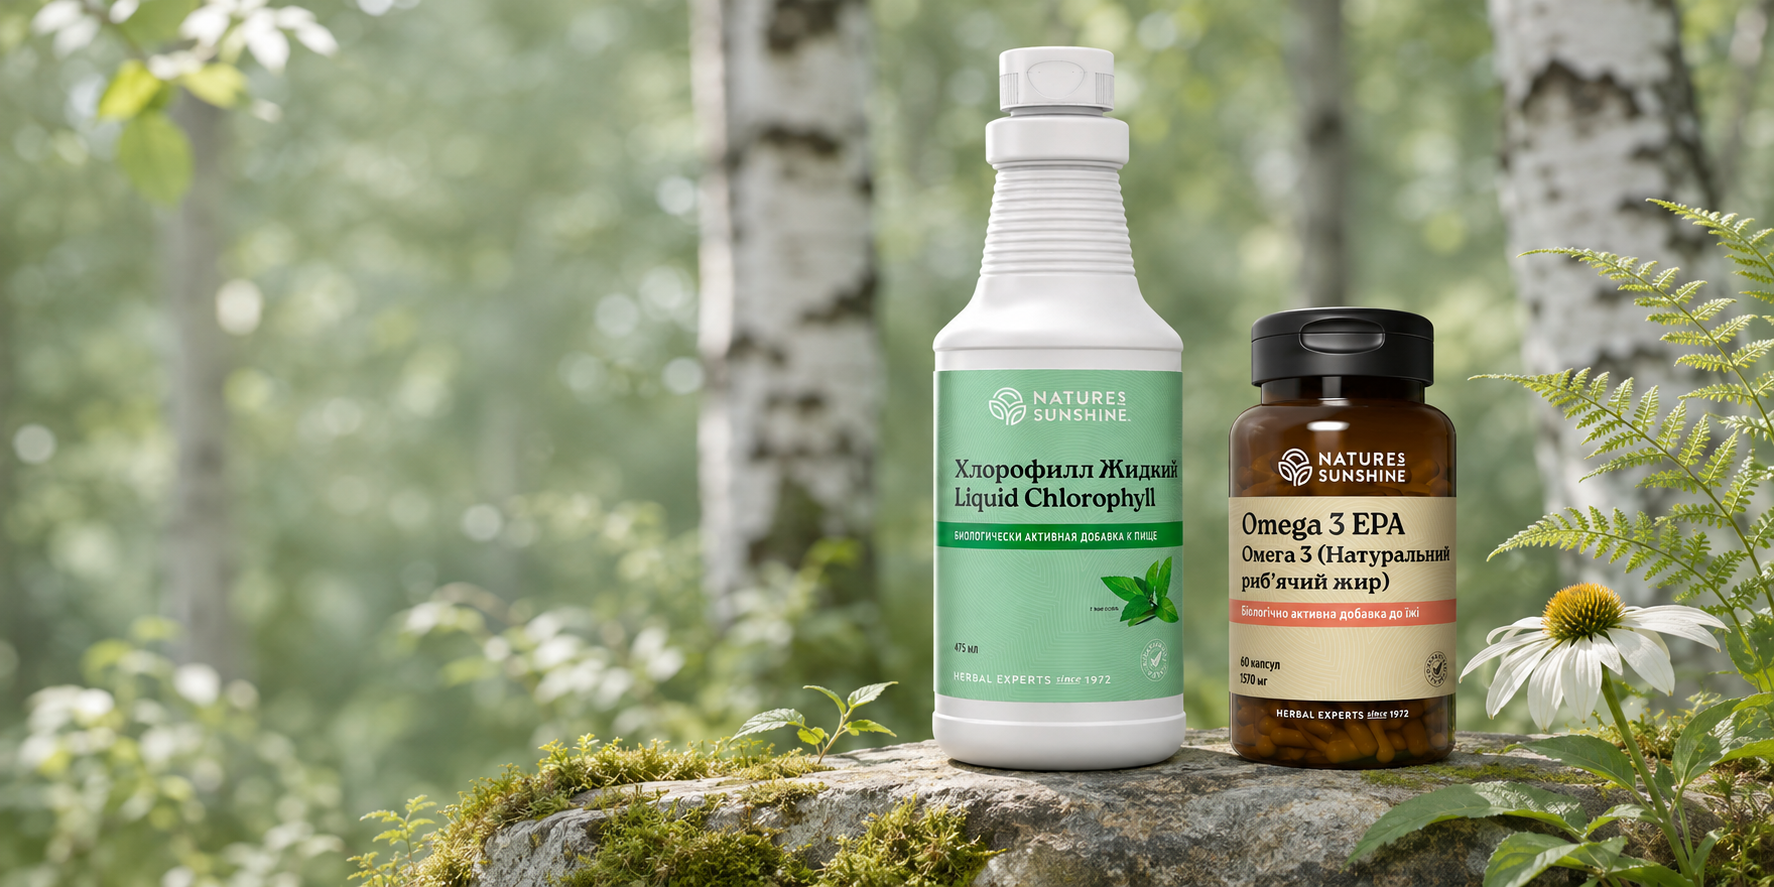 NATURES
SUNSHINE
Хлорофилл Жидкий
Liquid Chlorophyll
БИОЛОГИЧЕСКИ АКТИВНАЯ ДОБАВКА К ПИЩЕ
475 мл
HERBAL EXPERTS since 1972
NATURES
SUNSHINE
Omega 3 EPA
Омега 3 (Натуральний
риб'ячий жир)
Біологічно активна добавка до їжі
60 капсул
1570 мг
HERBAL EXPERTS since 1972